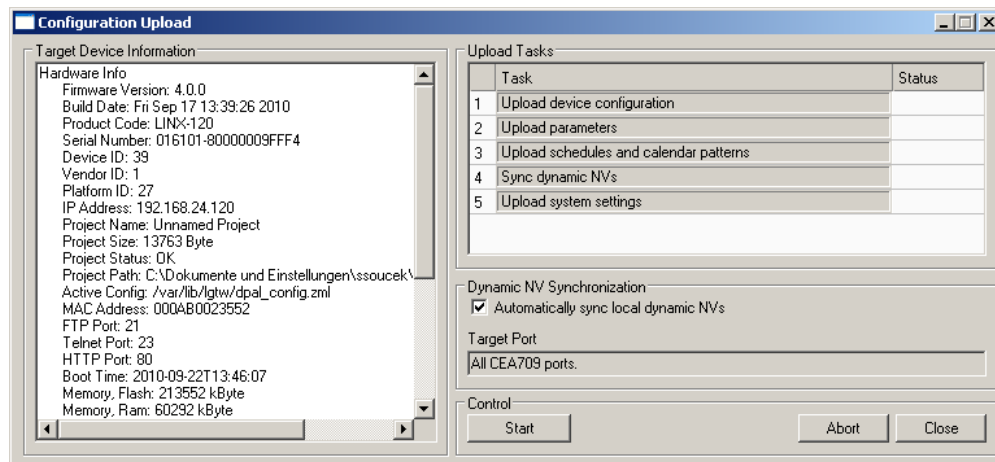 Configuration Upload
Target Device Information
Hardware Info
Firmware Version: 4.0.0
Build Date: Fri Sep 17 13:39:26 2010
Product Code: LINX-120
Serial Number: 016101-80000009FFF4
Device ID: 39
Vendor ID: 1
Platform ID: 27
IP Address: 192.168.24.120
Project Name: Unnamed Project
Project Size: 13763 Byte
Project Status: OK
Project Path: C:\Dokumente und Einstellungen\ssoucek\
Active Config: /var/lib/lgtw/dpal_config.zml
MAC Address: 000AB0023552
FTP Port: 21
Telnet Port: 23
HTTP Port: 80
Boot Time: 2010-09-22T13:46:07
Memory, Flash: 213552 kByte
Memory, Ram: 60292 kByte
Upload Tasks
Task Status
1 Upload device configuration
2 Upload parameters
3 Upload schedules and calendar patterns
4 Sync dynamic NVs
5 Upload system settings
Dynamic NV Synchronization
Automatically sync local dynamic NVs
Target Port
All CEA709 ports.
Control
Start Abort Close